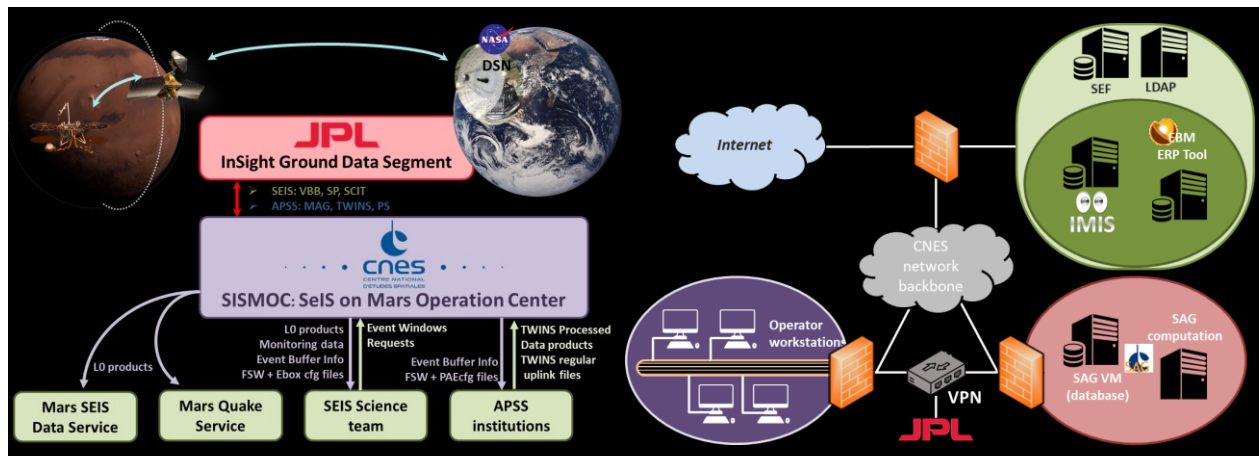 NASA
DSN
JPL
InSight Ground Data Segment
SEIS: VBB, SP, SCIT
APSS: MAG, TWINS, PS
cnes
CENTRE NATIONAL
D'ÉTUDES SPATIALES
SISMOC: SeIS on Mars Operation Center
L0 products
L0 products
Monitoring data
Event Buffer Info
FSW + Ebox cfg files
Event Windows
Requests
Event Buffer Info
FSW + PAEcfg files
TWINS Processed
Data products
TWINS regular
uplink files
Mars SEIS
Data Service
Mars Quake
Service
SEIS Science
team
APSS
institutions
Internet
SEF
LDAP
EBM
ERP Tool
IMIS
CNES
network
backbone
Operator
workstations
VPN
JPL
SAG
computation
SAG VM
(database)